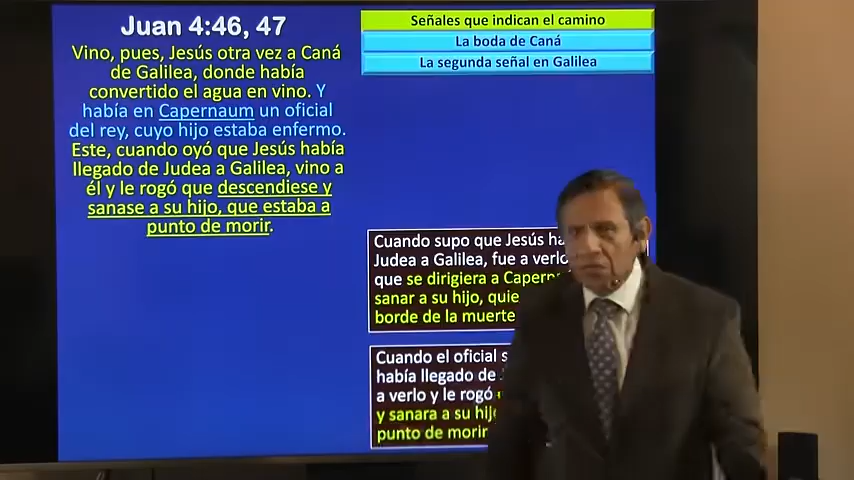 Juan 4:46, 47
Vino, pues, Jesús otra vez a Caná
de Galilea, donde había
convertido el agua en vino. Y
había en Capernaum un oficial
del rey, cuyo hijo estaba enfermo.
Este, cuando oyó que Jesús había
llegado de Judea a Galilea, vino a
él y le rogó que descendiese y
sanase a su hijo, que estaba a
punto de morir.
Señales que indican el camino
La boda de Caná
La segunda señal en Galilea
Cuando supo que Jesús
Judea a Galilea, fue a verlo
que se dirigiera a
sanar a su hijo,
borde de la muerte
Cuando el oficial
había llegado de
a verlo y le rogó
y sanara a su
punto de morir